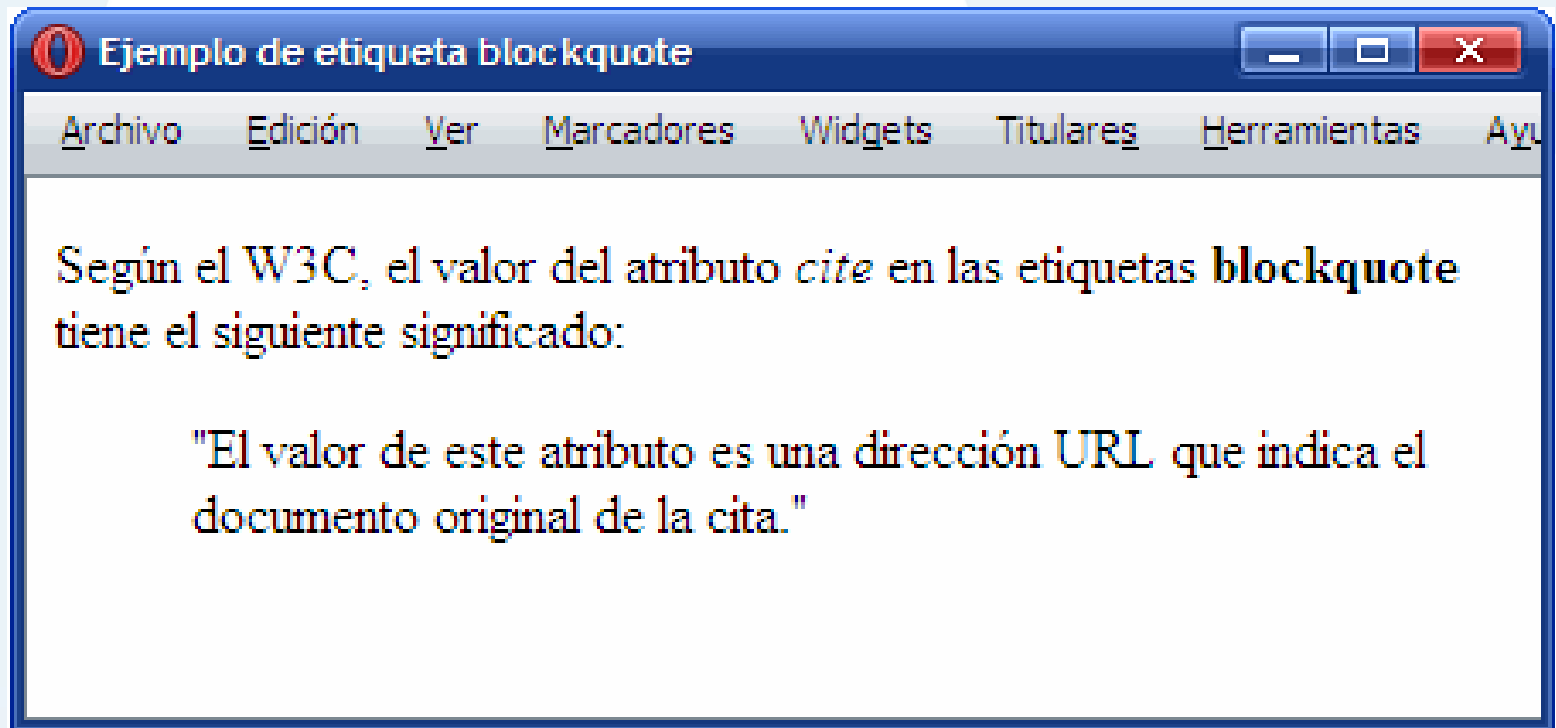 Ejemplo de etiqueta blockquote
Archivo Edición Ver Marcadores Widgets Titulares Herramientas Ayu
Según el W3C, el valor del atributo cite en las etiquetas blockquote
tiene el siguiente significado:
"El valor de este atributo es una dirección URL que indica el
documento original de la cita."